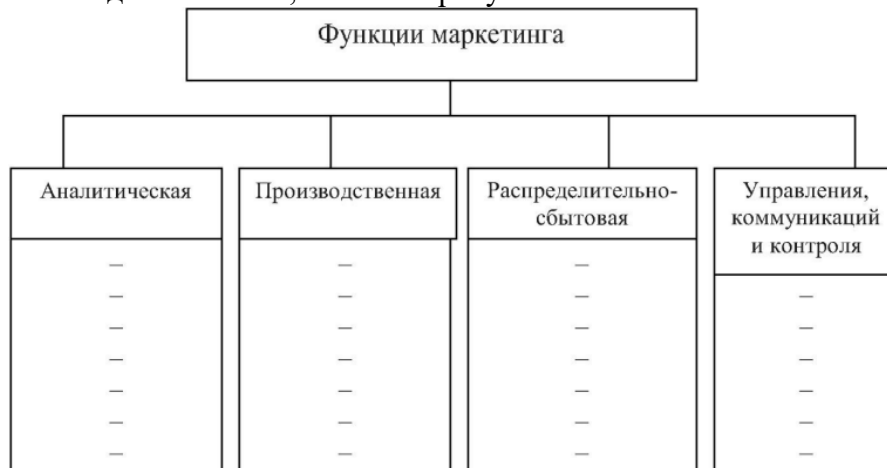 Функции маркетинга
Аналитическая
Производственная
Распределительно-
сбытовая
Управления,
коммуникаций
и контроля
– – –
– – – –
– – – –
– – – –
– – – –
– – – –
– – – –